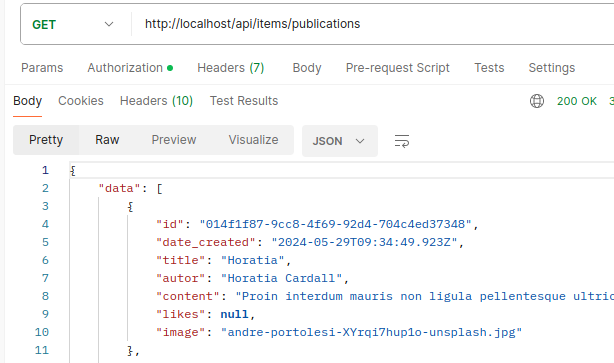 GET http://localhost/api/items/publications
Params Authorization Headers (7) Body Pre-request Script Tests Settings
Body Cookies Headers (10) Test Results 200 OK 3
Pretty Raw Preview Visualize JSON
1 {
2 "data": [
3 {
4 "id": "014f1f87-9cc8-4f69-92d4-704c4ed37348",
5 "date_created": "2024-05-29T09:34:49.923Z",
6 "title": "Horatia",
7 "autor": "Horatia Cardall",
8 "content": "Proin interdum mauris non ligula pellentesque ultric
9 "likes": null,
10 "image": "andre-portolesi-XYrqi7hup1o-unsplash.jpg"
11 },